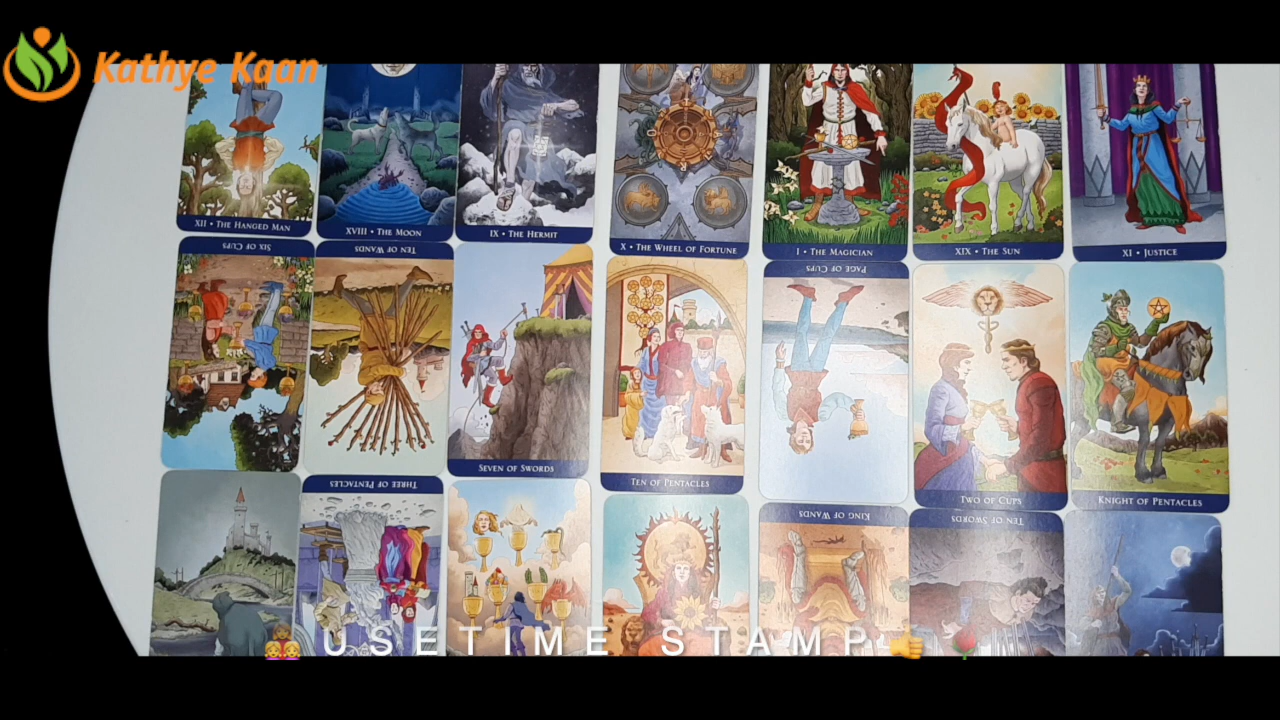 Kathye Kaan
XII • THE HANGED MAN
XVIII • THE MOON
IX • THE HERMIT
X • THE WHEEL OF FORTUNE
I • THE MAGICIAN
XIX • THE SUN
XI • JUSTICE
SIX OF CUPS
TEN OF WANDS
SEVEN OF SWORDS
TEN OF PENTACLES
PAGE OF CUPS
TWO OF CUPS
KNIGHT OF PENTACLES
THREE OF PENTACLES
KING OF WANDS
TEN OF SWORDS
USETIME STAMP